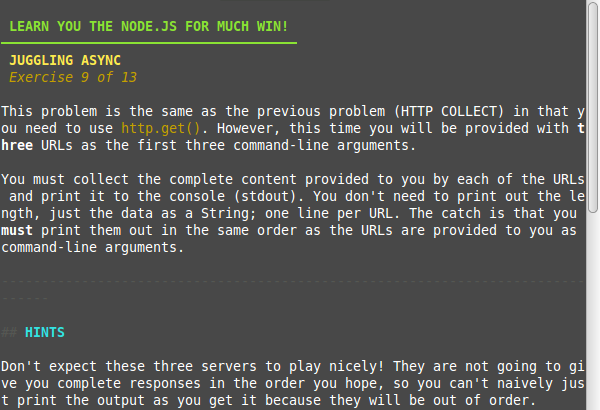 LEARN YOU THE NODE.JS FOR MUCH WIN!
JUGGLING ASYNC
Exercise 9 of 13
This problem is the same as the previous problem (HTTP COLLECT) in that y
ou need to use http.get(). However, this time you will be provided with t
hree URLs as the first three command-line arguments.
You must collect the complete content provided to you by each of the URLs
and print it to the console (stdout). You don't need to print out the le
ngth, just the data as a String; one line per URL. The catch is that you
must print them out in the same order as the URLs are provided to you as
command-line arguments.
## HINTS
Don't expect these three servers to play nicely! They are not going to gi
ve you complete responses in the order you hope, so you can't naively jus
t print the output as you get it because they will be out of order.